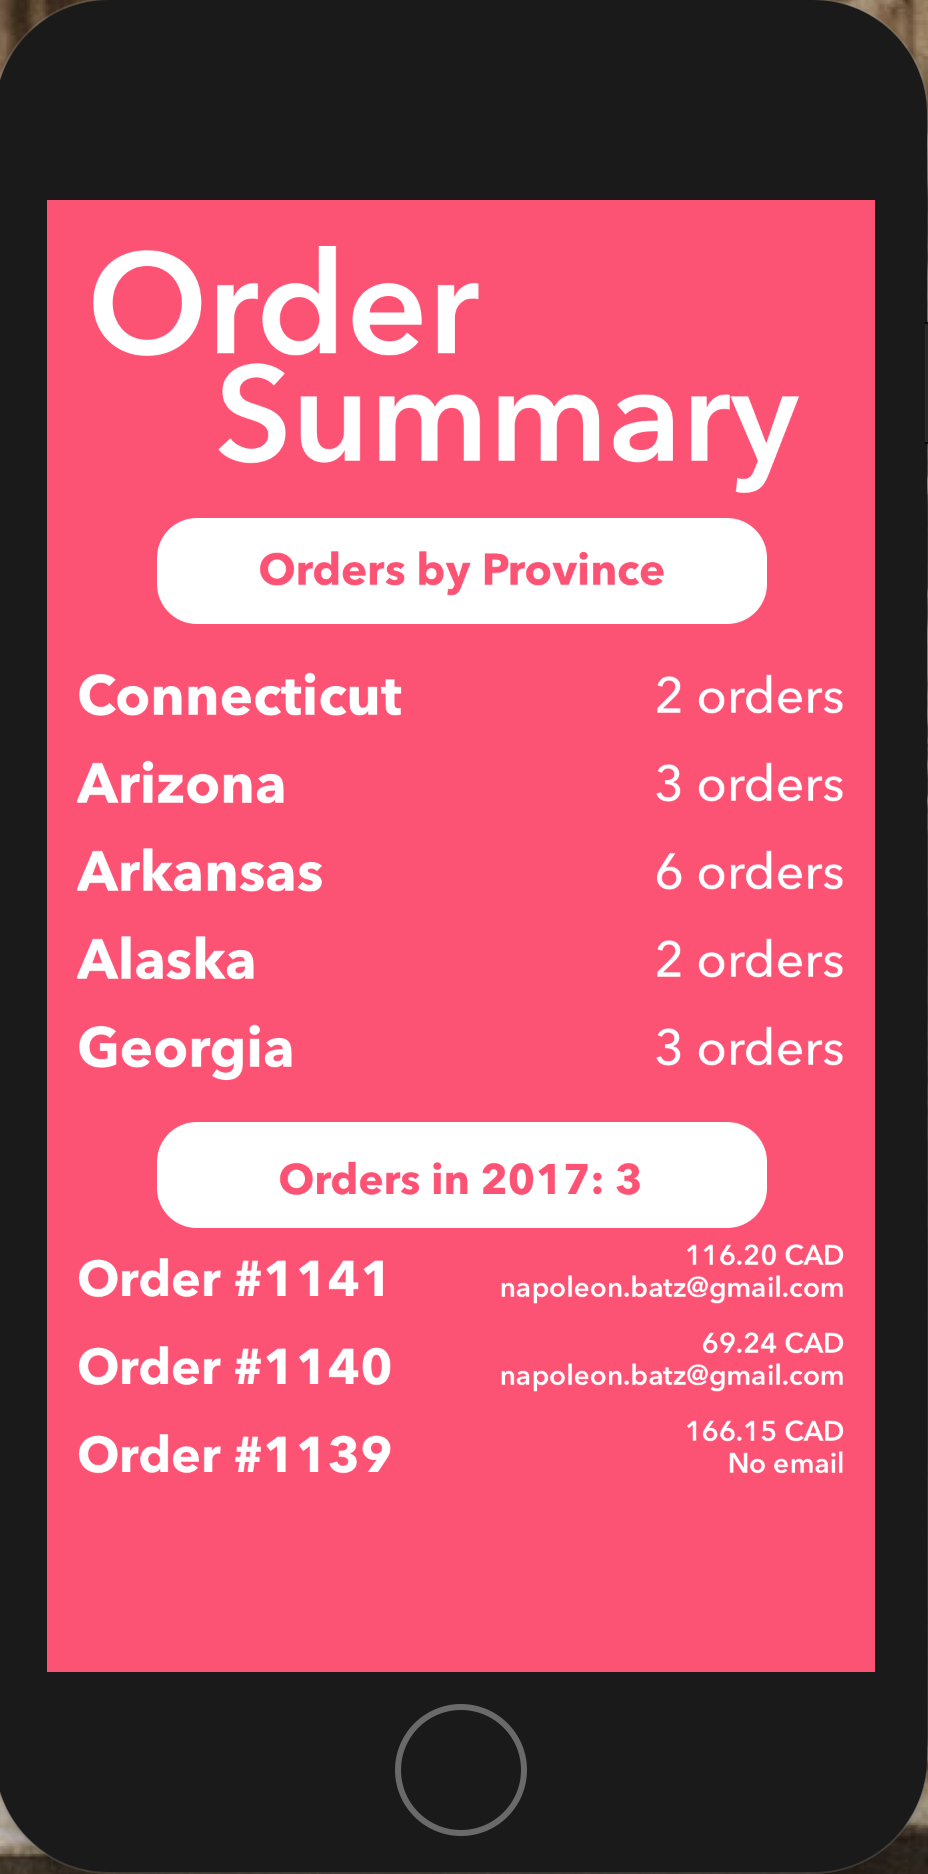 Order
Summary
Orders by Province
Connecticut 2 orders
Arizona 3 orders
Arkansas 6 orders
Alaska 2 orders
Georgia 3 orders
Orders in 2017: 3
Order #1141
116.20 CAD
napoleon.batz@gmail.com
Order #1140
69.24 CAD
napoleon.batz@gmail.com
Order #1139
166.15 CAD
No email